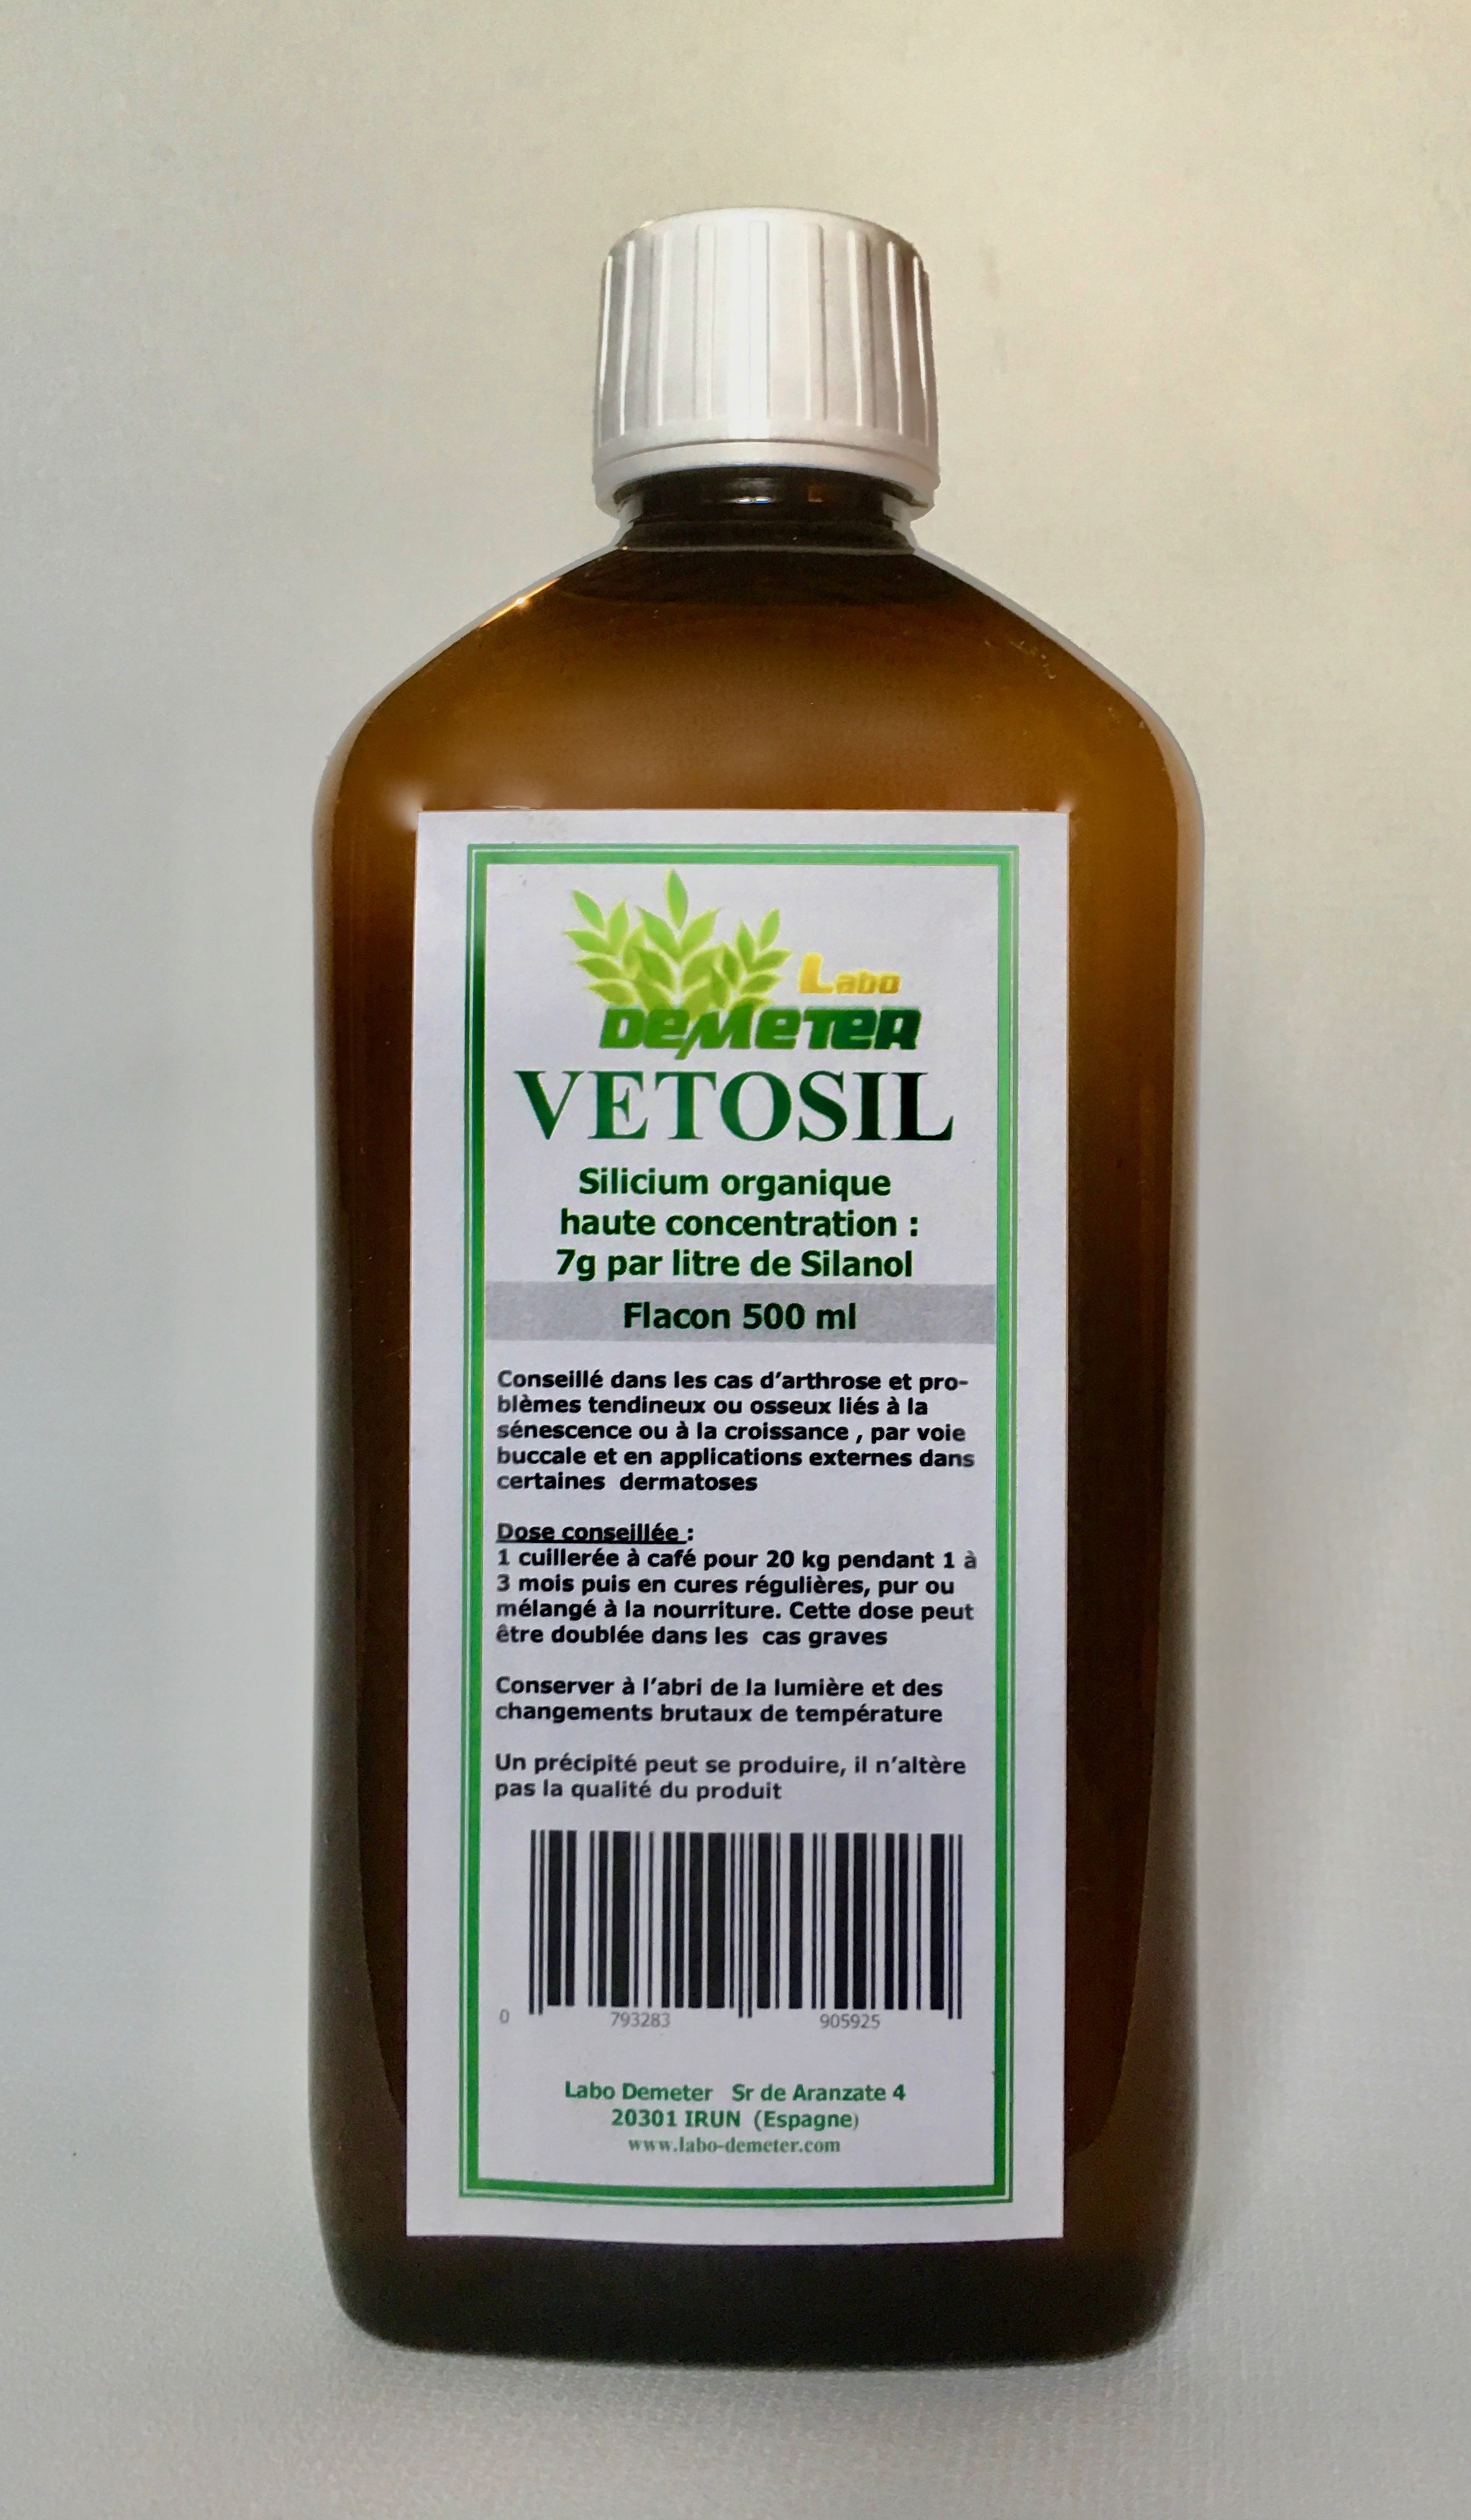 Labo
DEMETER
VETOSIL
Silicium organique
haute concentration :
7g par litre de Silanol
Flacon 500 ml
Conseillé dans les cas d’arthrose et pro-
blèmes tendineux ou osseux liés à la
sénescence ou à la croissance , par voie
buccale et en applications externes dans
certaines dermatoses
Dose conseillée :
1 cuillerée à café pour 20 kg pendant 1 à
3 mois puis en cures régulières, pur ou
mélangé à la nourriture. Cette dose peut
être doublée dans les cas graves
Conserver à l’abri de la lumière et des
changements brutaux de température
Un précipité peut se produire, il n’altère
pas la qualité du produit
0 793283 905925
Labo Demeter Sr de Aranzate 4
20301 IRUN (Espagne)
www.labo-demeter.com